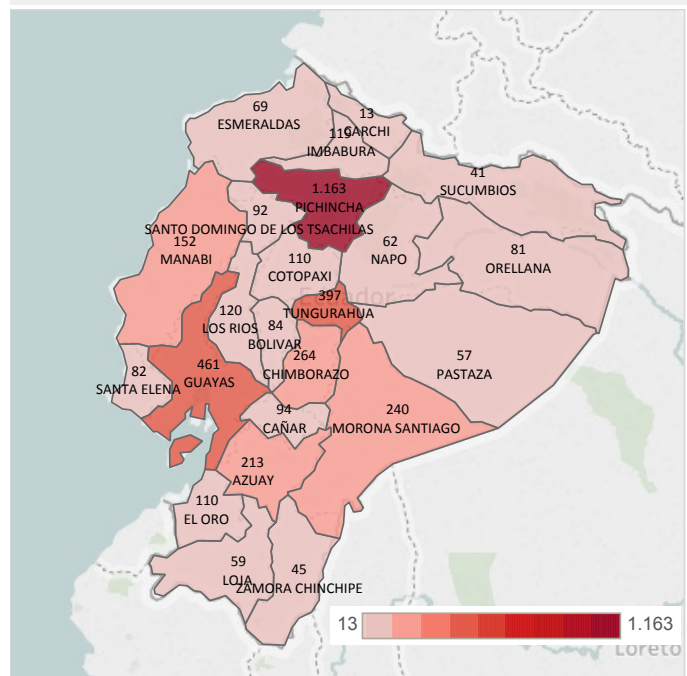 69
ESMERALDAS
13
CARCHI
119
IMBABURA
41
SUCUMBIOS
1.163
PICHINCHA
92
SANTO DOMINGO DE LOS TSACHILAS
152
MANABI
62
NAPO
81
ORELLANA
110
COTOPAXI
Ecuador
397
TUNGURAHUA
120
LOS RIOS
84
BOLIVAR
264
CHIMBORAZO
57
PASTAZA
82
SANTA ELENA
461
GUAYAS
94
CAÑAR
240
MORONA SANTIAGO
213
AZUAY
110
EL ORO
59
LOJA
45
ZAMORA CHINCHIPE
13 1.163
Loreto